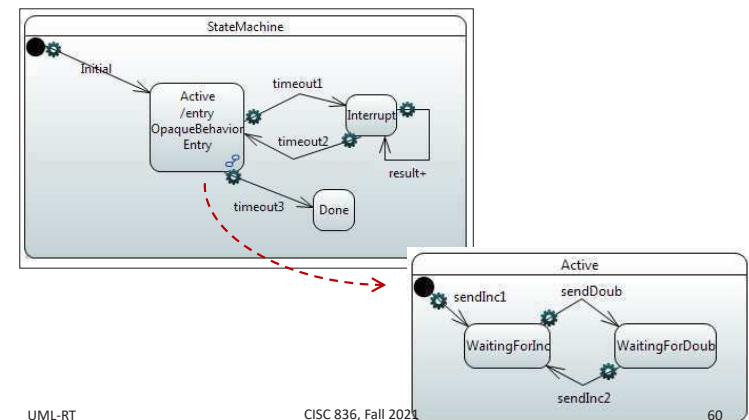 StateMachine
Initial
Active
/entry
OpaqueBehavior
Entry
timeout1
Interrupt
timeout2
result+
timeout3
Done
Active
sendInc1
sendDoub
WaitingForInc
WaitingForDoub
sendInc2
UML-RT
CISC 836, Fall 2021
60